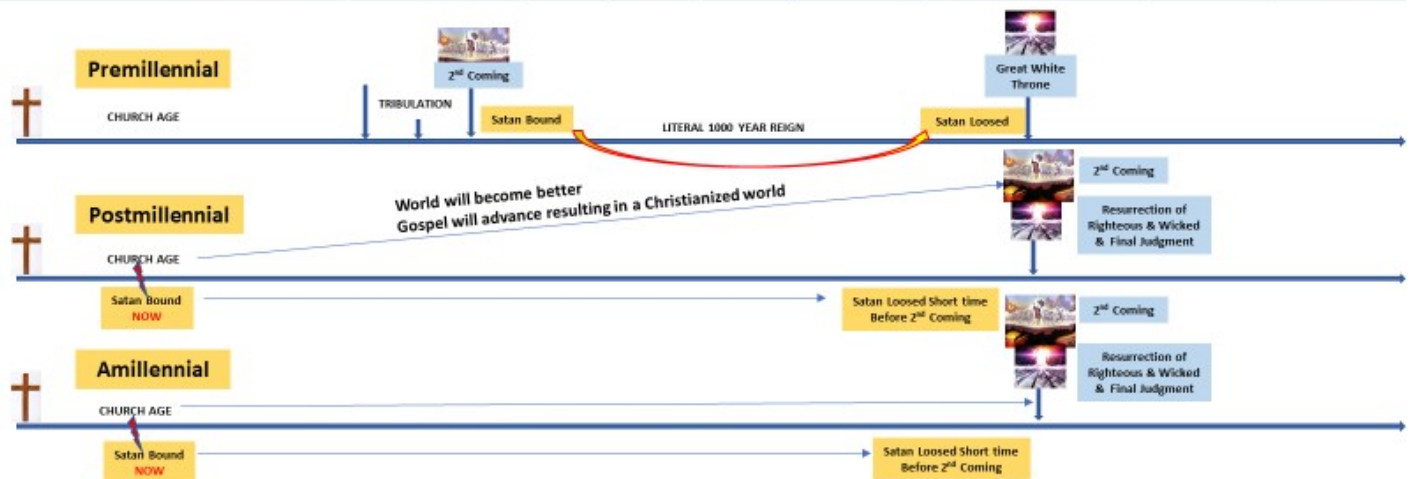 Premillennial
CHURCH AGE
TRIBULATION
2nd Coming
Satan Bound
LITERAL 1000 YEAR REIGN
Satan Loosed
Great White
Throne
Postmillennial
CHURCH AGE
Satan Bound
NOW
World will become better
Gospel will advance resulting in a Christianized world
Satan Loosed Short time
Before 2nd Coming
2nd Coming
Resurrection of
Righteous & Wicked
& Final Judgment
Amillennial
CHURCH AGE
Satan Bound
NOW
Satan Loosed Short time
Before 2nd Coming
2nd Coming
Resurrection of
Righteous & Wicked
& Final Judgment